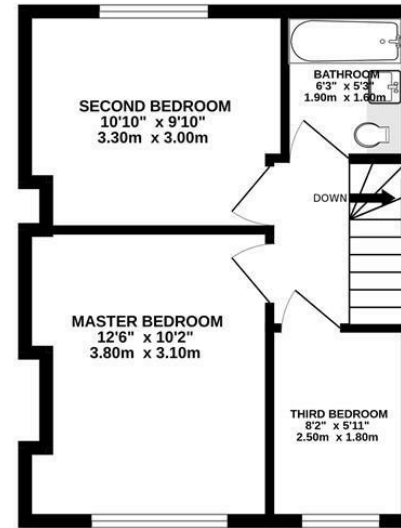 SECOND BEDROOM
10'10" x 9'10"
3.30m x 3.00m
BATHROOM
6'3" x 5'3"
1.90m x 1.60m
DOWN
MASTER BEDROOM
12'6" x 10'2"
3.80m x 3.10m
THIRD BEDROOM
8'2" x 5'11"
2.50m x 1.80m